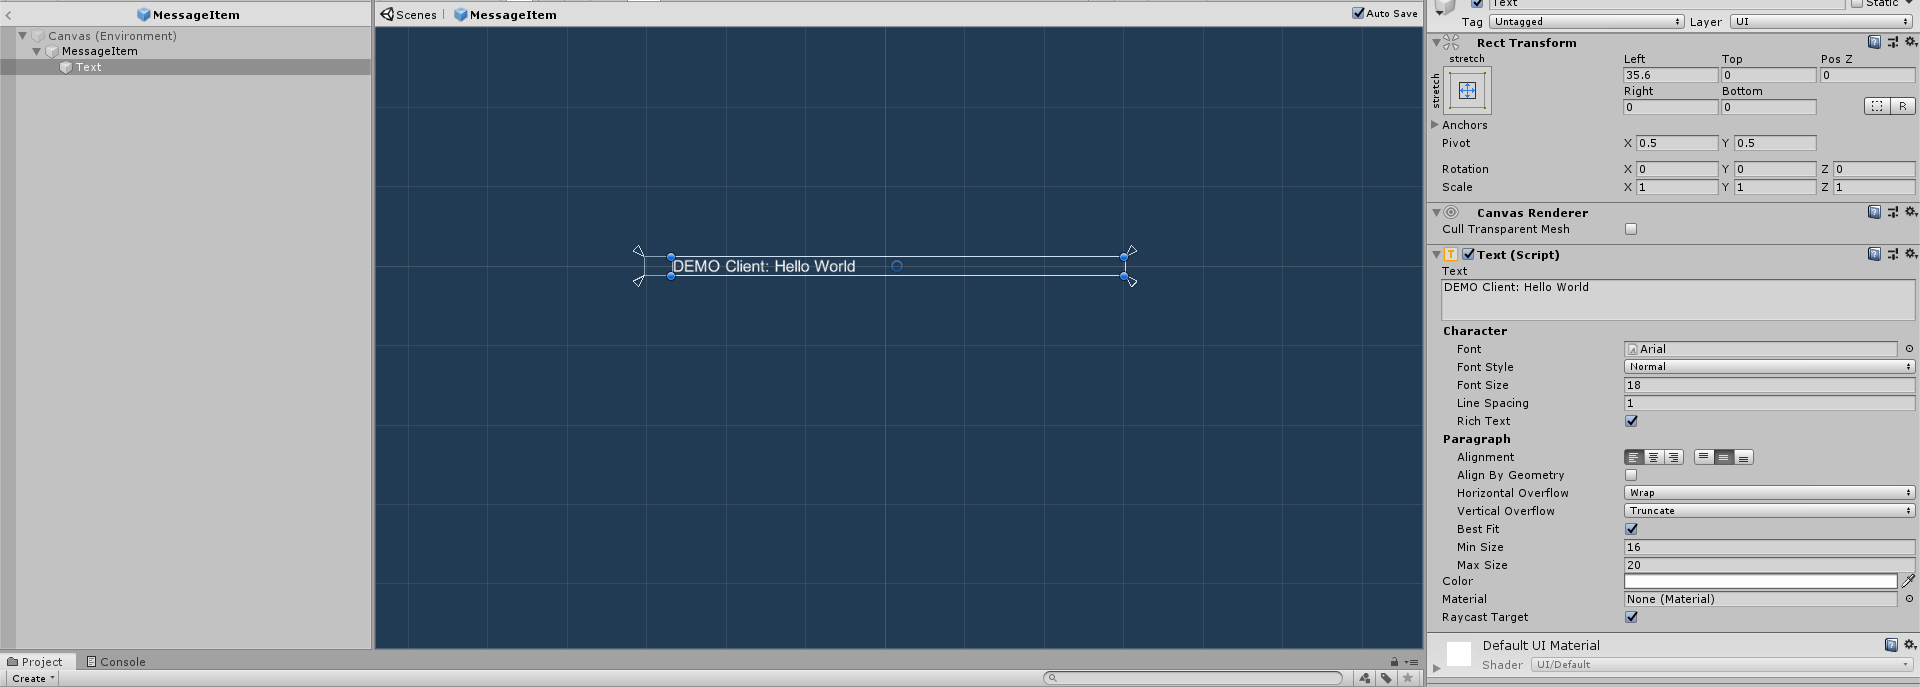 MessageItem
Canvas (Environment)
MessageItem
Text
Scenes
MessageItem
Auto Save
DEMO Client: Hello World
Project
Console
Create
Text
Static
Tag Untagged Layer UI
Rect Transform
stretch
stretch
Left Top Pos Z
35.6 0 0
Right Bottom
0 0
R
Anchors
Pivot X 0.5 Y 0.5
Rotation X 0 Y 0 Z 0
Scale X 1 Y 1 Z 1
Canvas Renderer
Cull Transparent Mesh
T Text (Script)
Text
DEMO Client: Hello World
Character
Font Arial
Font Style Normal
Font Size 18
Line Spacing 1
Rich Text
Paragraph
Alignment
Align By Geometry
Horizontal Overflow Wrap
Vertical Overflow Truncate
Best Fit
Min Size 16
Max Size 20
Color
Material None (Material)
Raycast Target
Default UI Material
Shader UI/Default